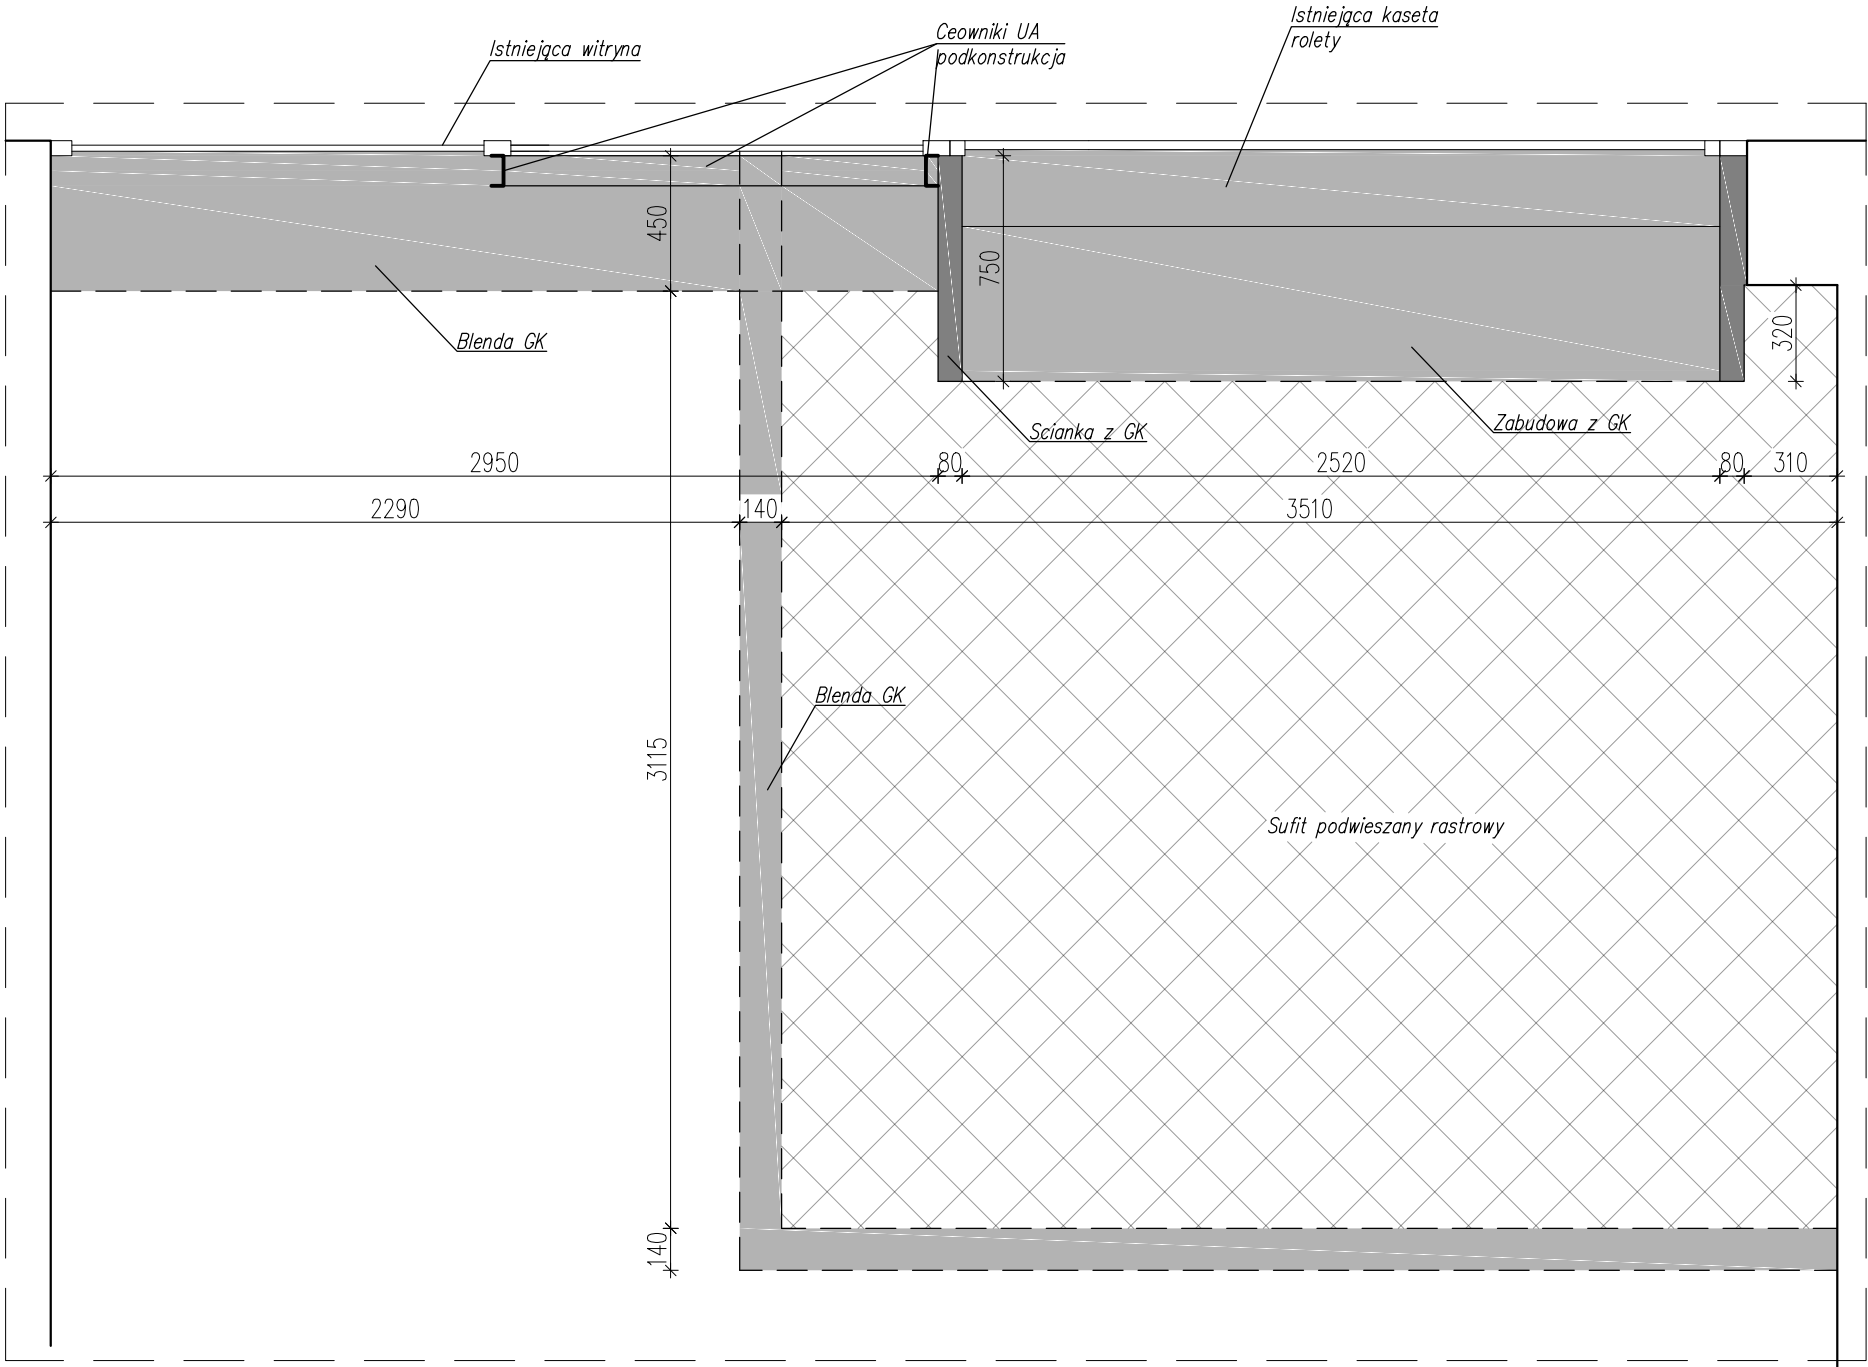 Istniejąca kaseta
rolety
Ceowniki UA
podkonstrukcja
Istniejąca witryna
450
750
320
Blenda GK
Scianka z GK
Zabudowa z GK
2950
80
2520
80
310
2290
140
3510
Blenda GK
3115
Sufit podwieszany rastrowy
140